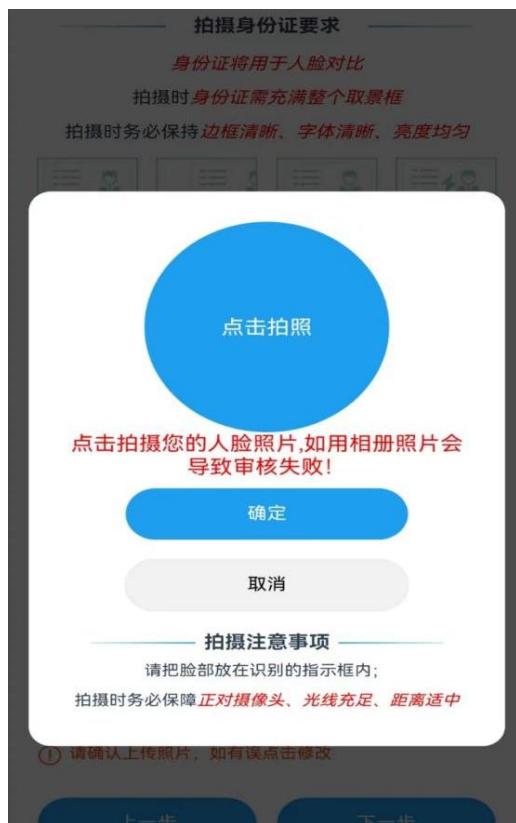 拍摄身份证要求
身份证将用于人脸对比
拍摄时身份证需充满整个取景框
拍摄时务必保持边框清晰、字体清晰、亮度均匀
点击拍照
点击拍摄您的人脸照片,如用相册照片会
导致审核失败!
确定
取消
拍摄注意事项
请把脸部放在识别的指示框内;
拍摄时务必保障正对摄像头、光线充足、距离适中
请确认上传照片，如有误点击修改
上一步
下一步